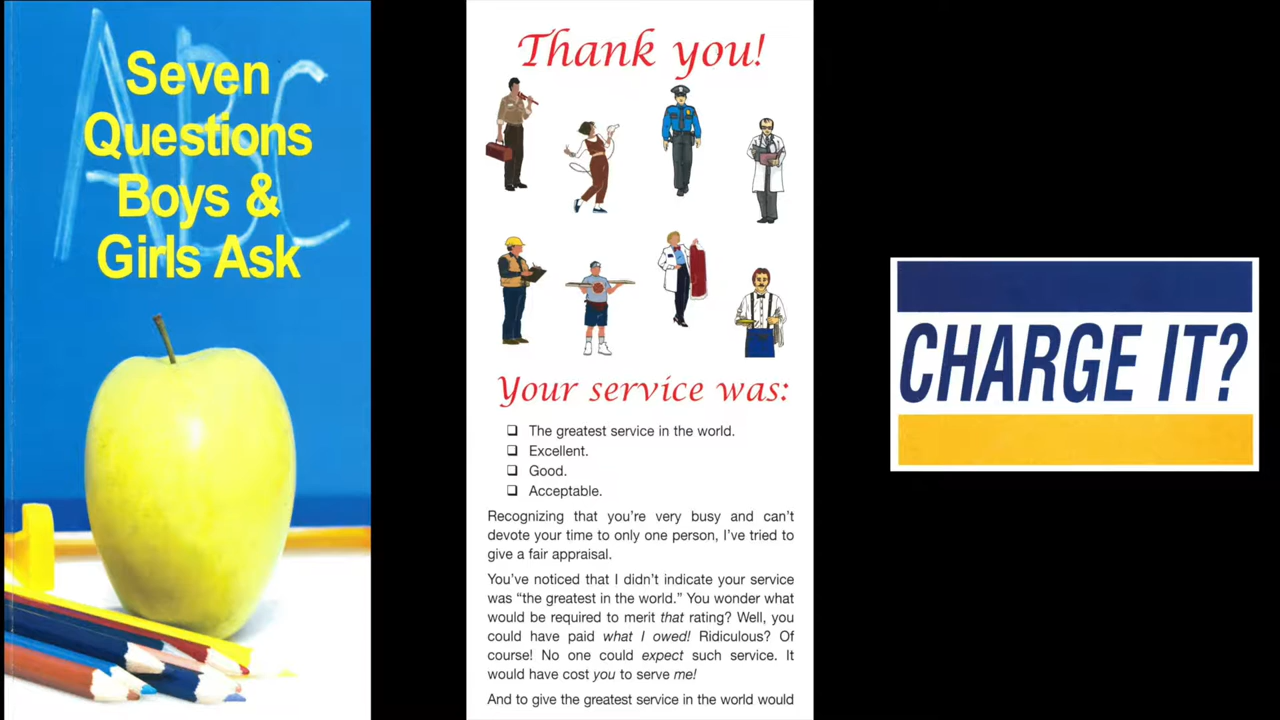 Seven
Questions
Boys &
Girls Ask
Thank you!
Your service was:
❏ The greatest service in the world.
❏ Excellent.
❏ Good.
❏ Acceptable.
Recognizing that you're very busy and can't
devote your time to only one person, I've tried to
give a fair appraisal.
You've noticed that I didn't indicate your service
was “the greatest in the world.” You wonder what
would be required to merit that rating? Well, you
could have paid what I owed! Ridiculous? Of
course! No one could expect such service. It
would have cost you to serve me!
And to give the greatest service in the world would
CHARGE IT?
ABC